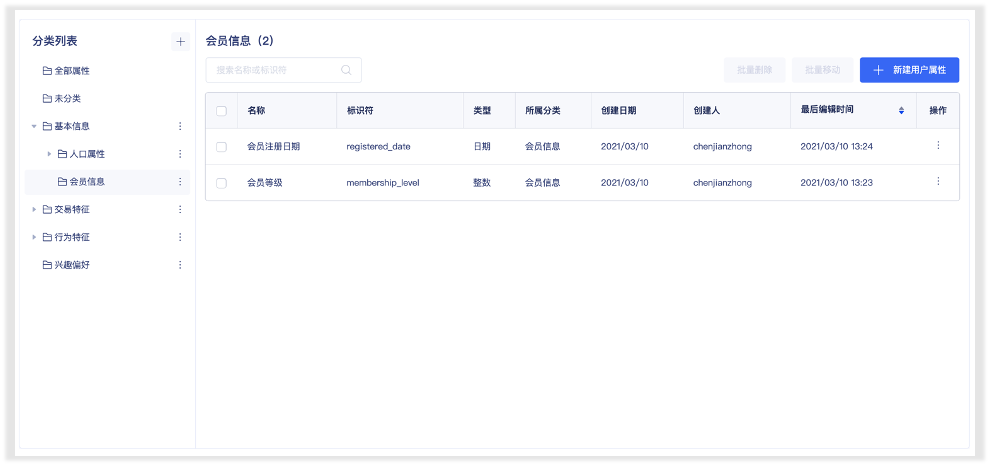 分类列表
全部属性
未分类
基本信息
人口属性
会员信息
交易特征
行为特征
兴趣偏好
会员信息（2）
搜索名称或标识符
批量删除 批量移动 新建用户属性
名称 标识符 类型 所属分类 创建日期 创建人 最后编辑时间 操作
会员注册日期 registered_date 日期 会员信息 2021/03/10 chenjianzhong 2021/03/10 13:24
会员等级 membership_level 整数 会员信息 2021/03/10 chenjianzhong 2021/03/10 13:23